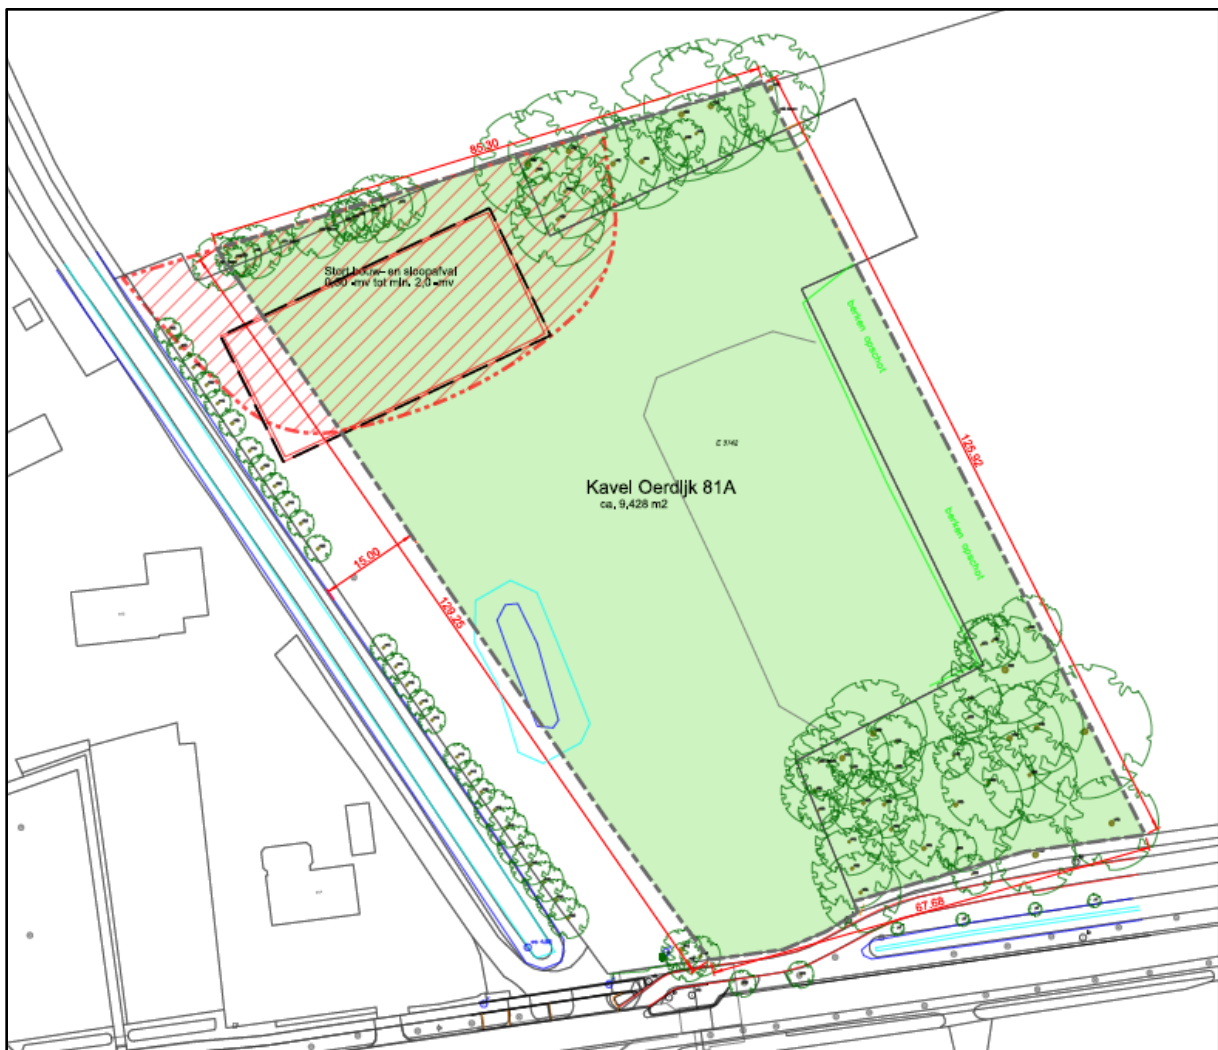 85.30
Stort bouw- en sloopafval
0,50 -mv tot min. 2,0 -mv
berken opschot
125.92
Kavel Oerdijk 81A
ca. 9,428 m2
berken opschot
15.00
129.25
67.68